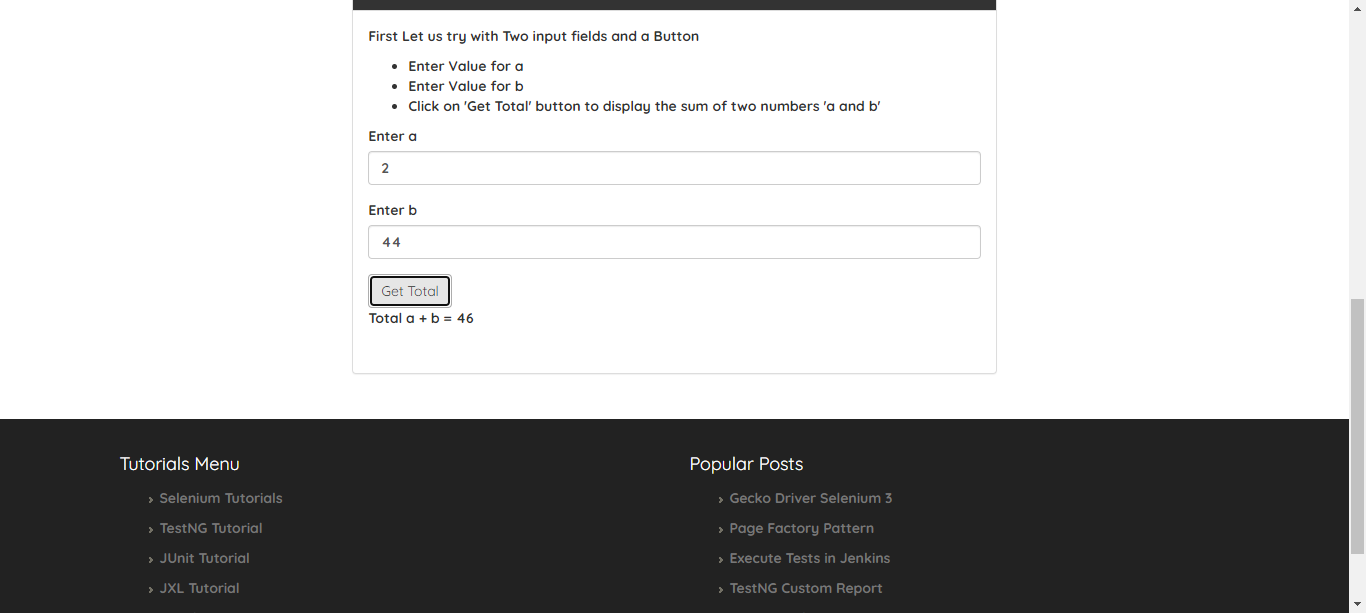 First Let us try with Two input fields and a Button
Enter Value for a
Enter Value for b
Click on 'Get Total' button to display the sum of two numbers 'a and b'
Enter a
2
Enter b
44
Get Total
Total a + b = 46
Tutorials Menu
Selenium Tutorials
TestNG Tutorial
JUnit Tutorial
JXL Tutorial
Popular Posts
Gecko Driver Selenium 3
Page Factory Pattern
Execute Tests in Jenkins
TestNG Custom Report